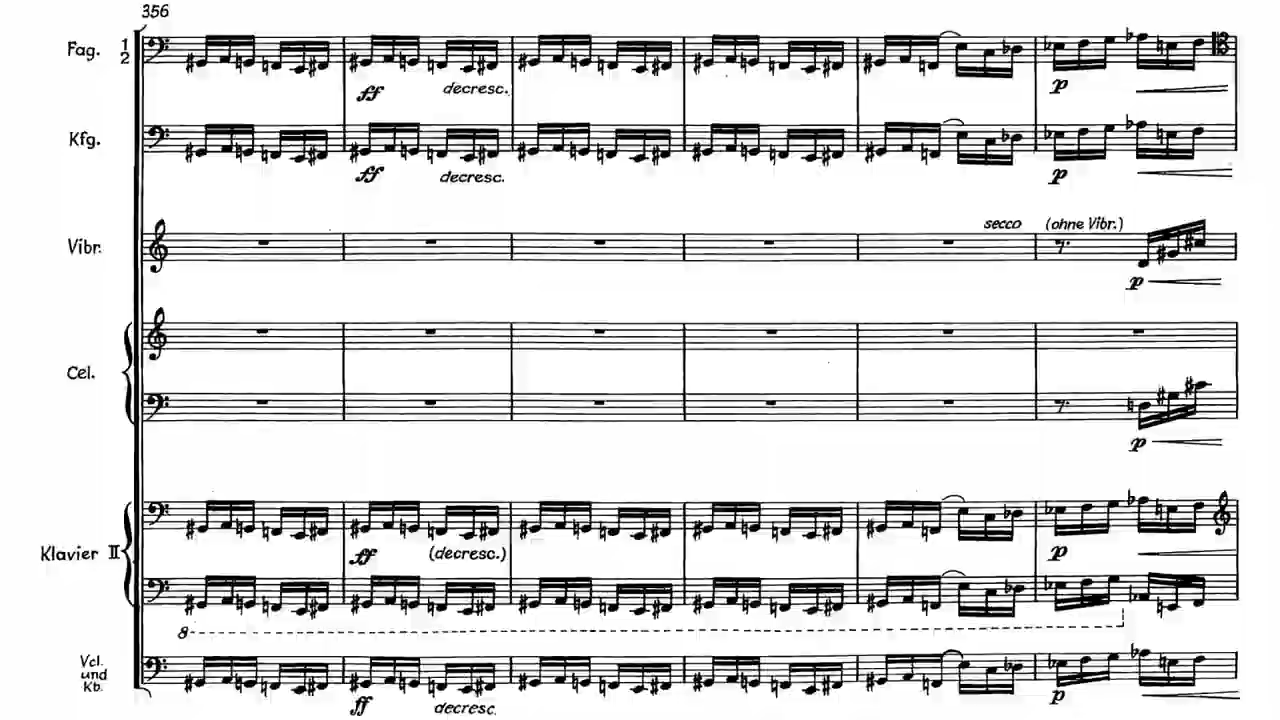 356
Fag. 1 2
ff decresc. p
Kfg.
ff decresc. p
secco (ohne Vibr.)
Vibr.
p
Cel.
p
Klavier II
ff (decresc.) p
8
Vcl. und Kb.
ff decresc. p